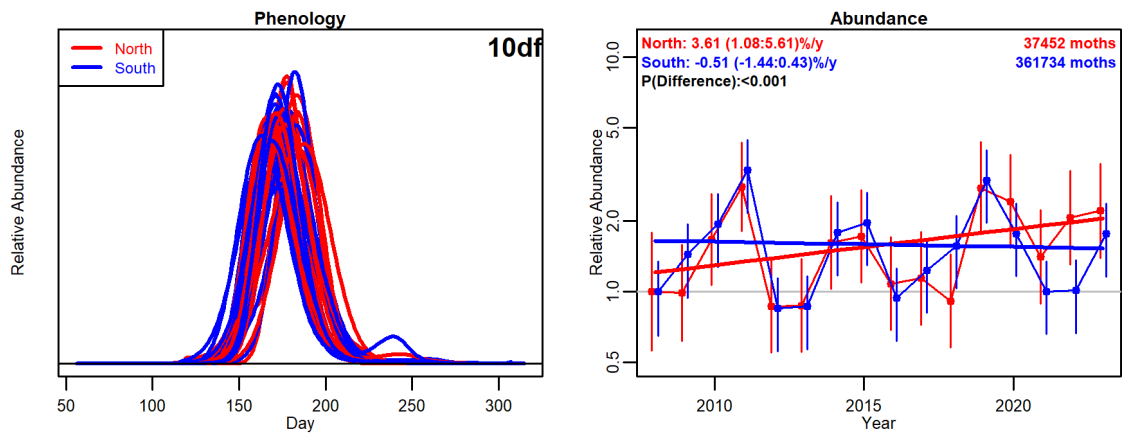 Phenology
North
South
10df
Relative Abundance
50 100 150 200 250 300
Day
Abundance
North: 3.61 (1.08:5.61)%/y 37452 moths
South: -0.51 (-1.44:0.43)%/y 361734 moths
P(Difference):<0.001
Relative Abundance
10.0
5.0
2.0
1.0
0.5
2010 2015 2020
Year